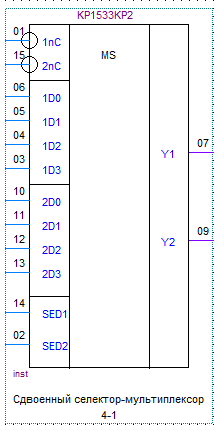 KP1533KP2
01 1nC MS
15 2nC
06 1D0
05 1D1
04 1D2
03 1D3
Y1 07
10 2D0
11 2D1
12 2D2
13 2D3
Y2 09
14 SED1
02 SED2
inst
Сдвоенный селектор-мультиплексор
4-1